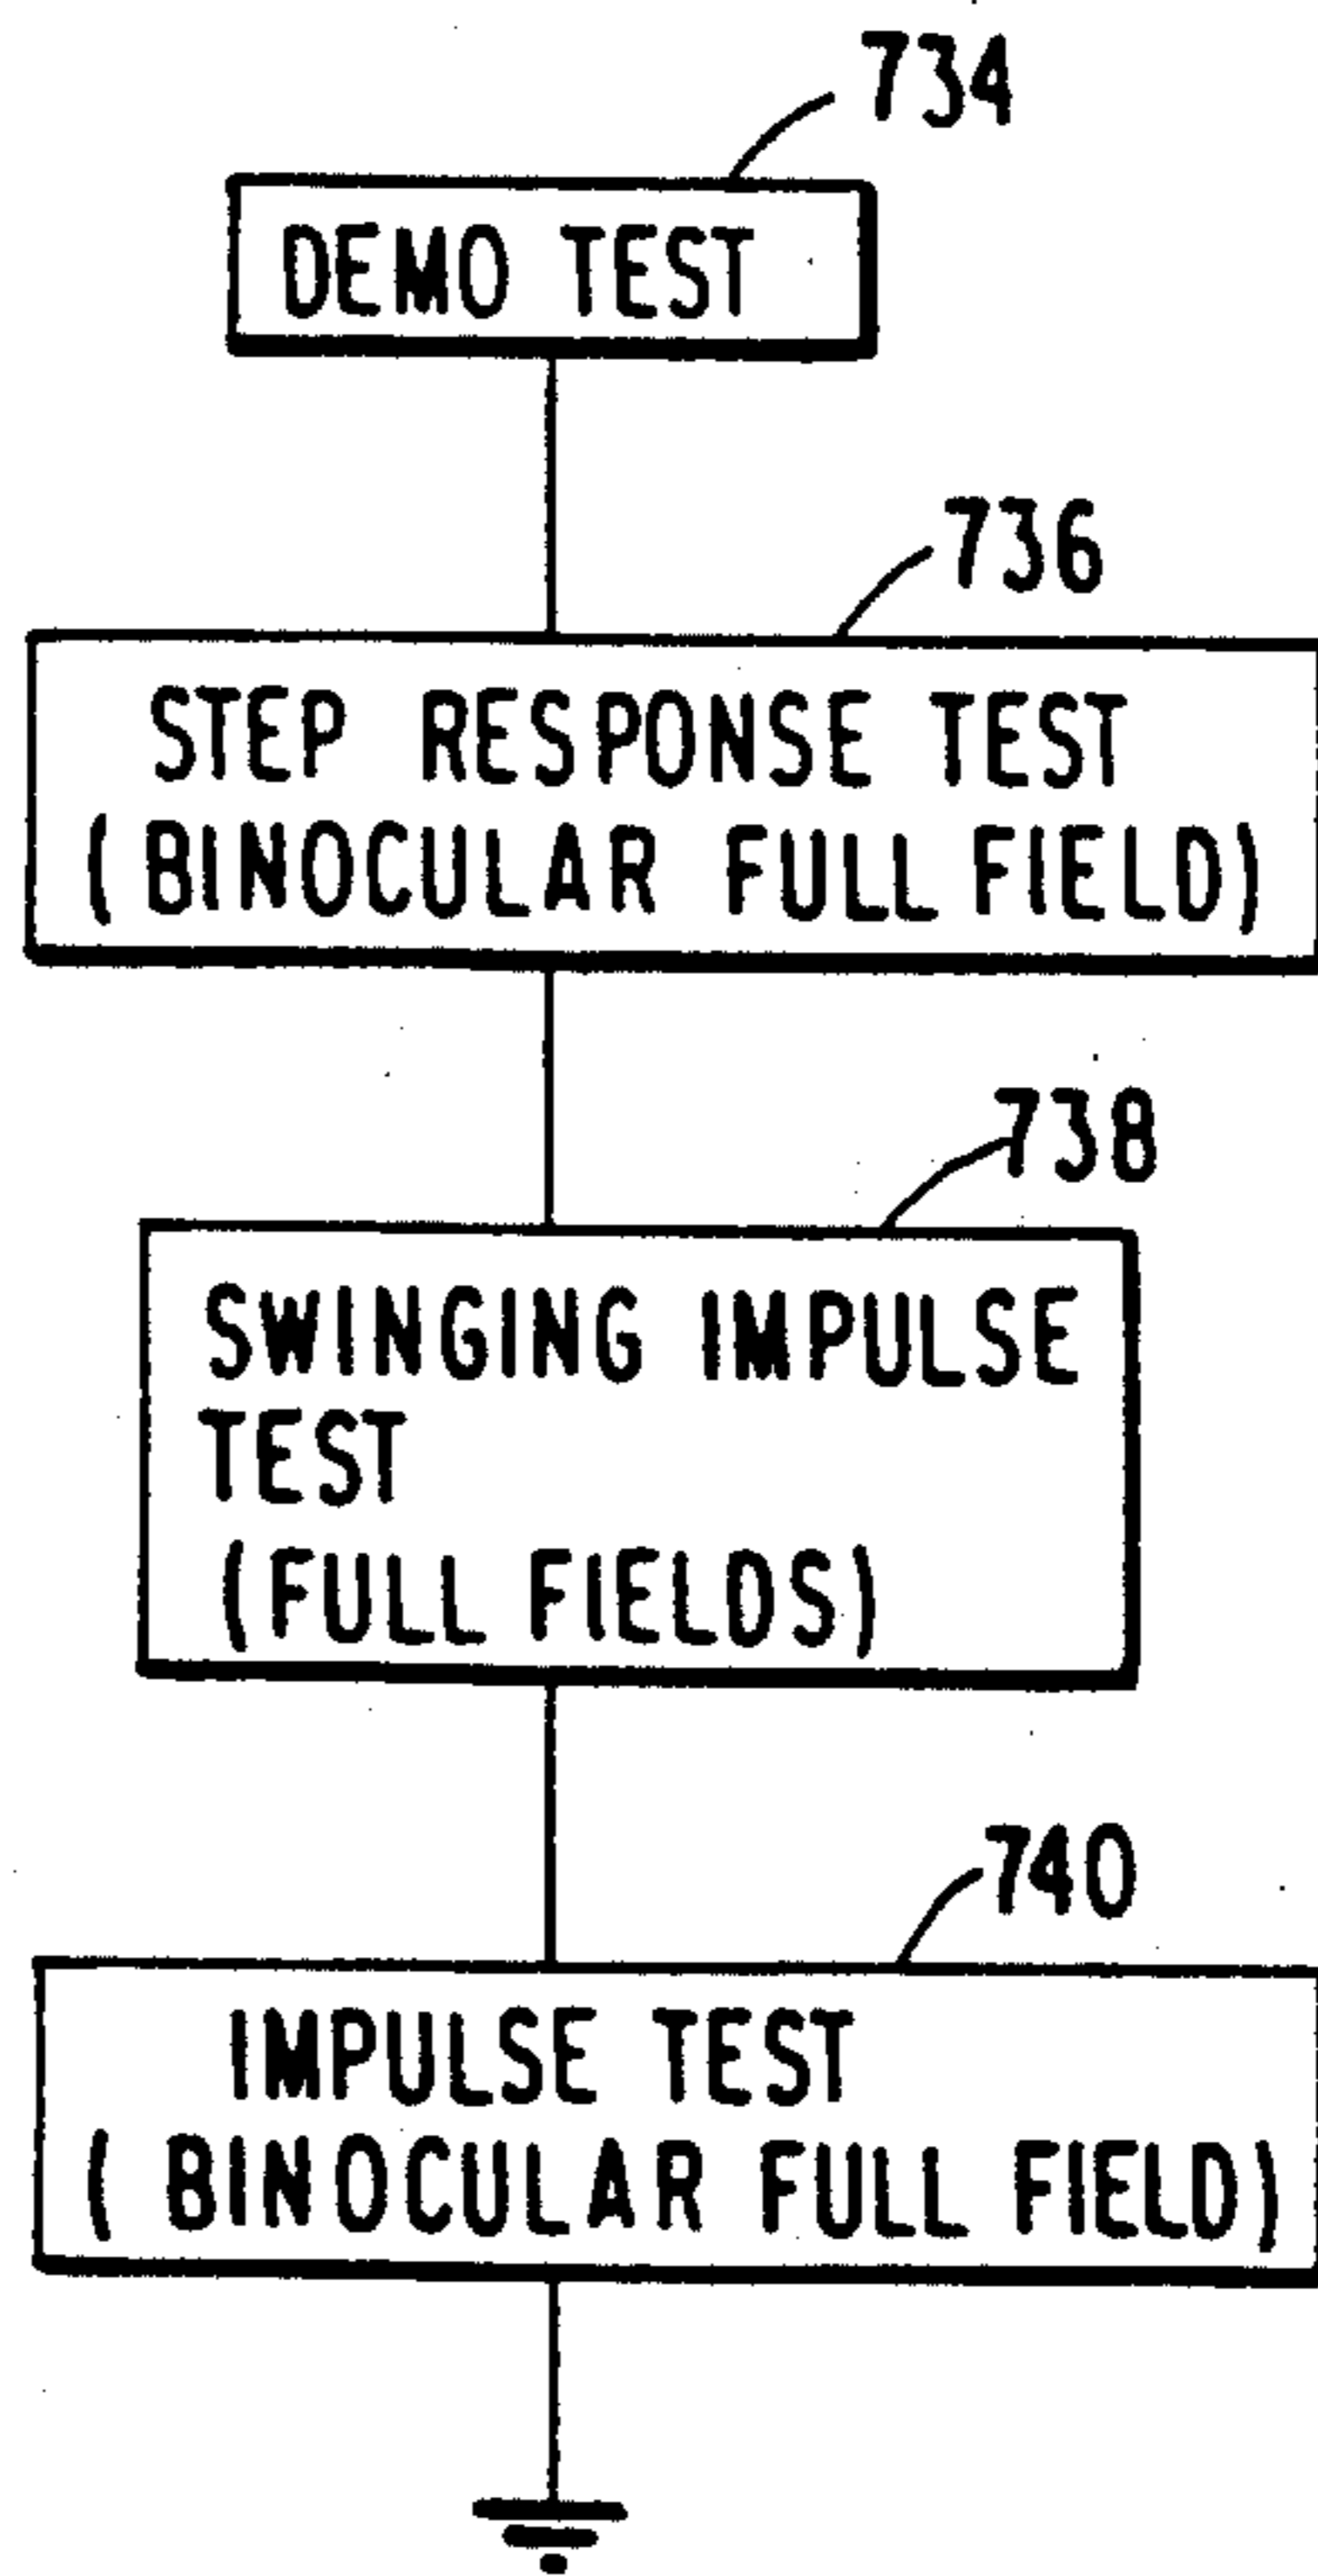 734
DEMO TEST
736
STEP RESPONSE TEST
(BINOCULAR FULL FIELD)
738
SWINGING IMPULSE
TEST
(FULL FIELDS)
740
IMPULSE TEST
(BINOCULAR FULL FIELD)